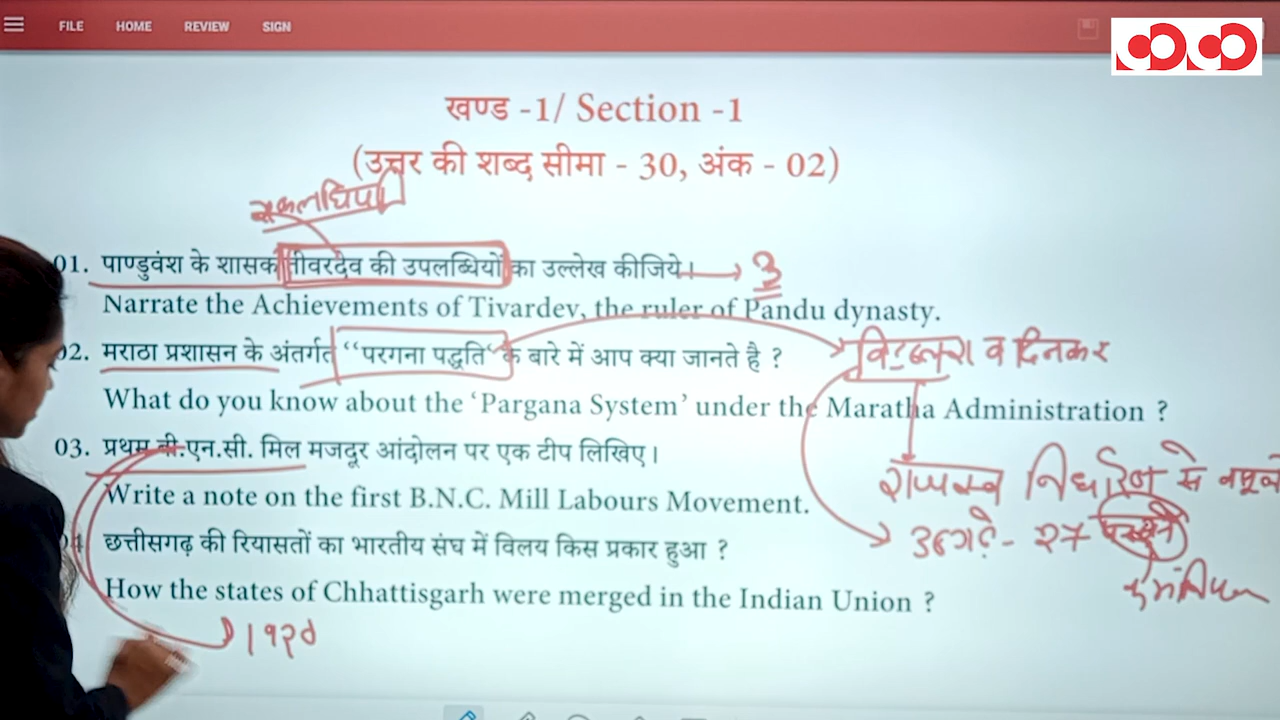 FILE HOME REVIEW SIGN
खण्ड -1/ Section -1
(उत्तर की शब्द सीमा - 30, अंक - 02)
01. पाण्डुवंश के शासक तीवरदेव की उपलब्धियों का उल्लेख कीजिये। 3
Narrate the Achievements of Tivardev, the ruler of Pandu dynasty.
02. मराठा प्रशासन के अंतर्गत ‘‘परगना पद्धति‘ के बारे में आप क्या जानते है ?
व दिनकर
What do you know about the ‘Pargana System’ under the Maratha Administration ?
03. प्रथम बी.एन.सी. मिल मजदूर आंदोलन पर एक टीप लिखिए।
निर्धारण से
Write a note on the first B.N.C. Mill Labours Movement.
छत्तीसगढ़ की रियासतों का भारतीय संघ में विलय किस प्रकार हुआ ?
How the states of Chhattisgarh were merged in the Indian Union ?